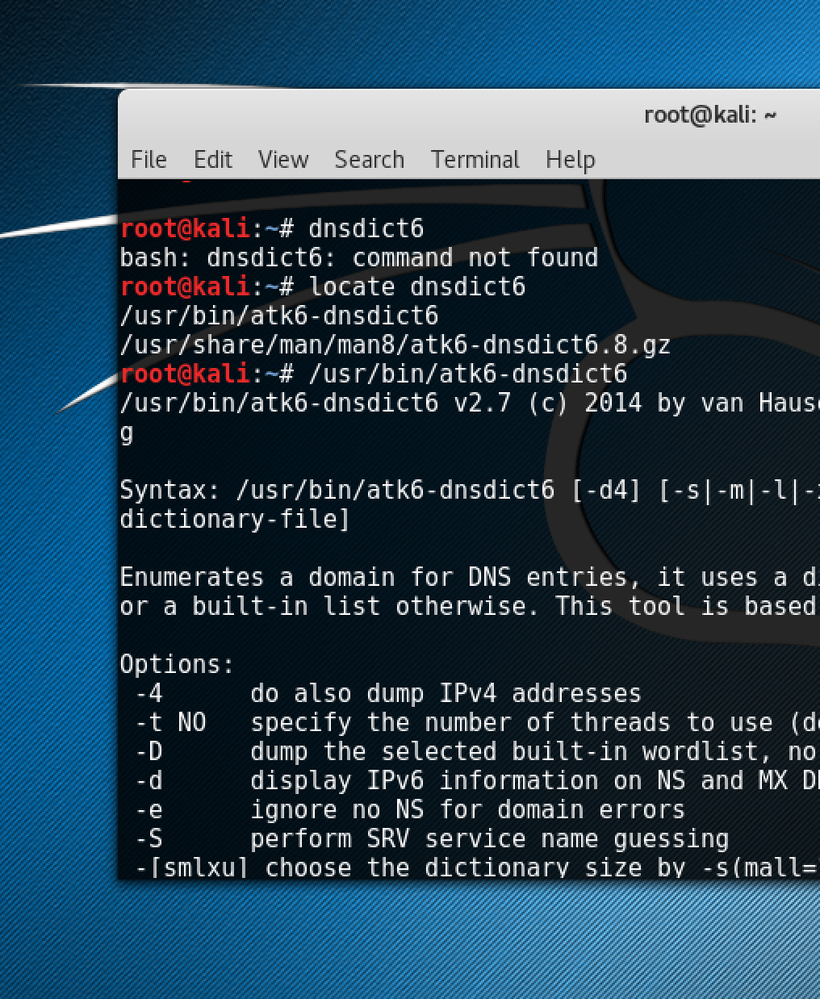 root@kali: ~
File Edit View Search Terminal Help
root@kali:~# dnsdict6
bash: dnsdict6: command not found
root@kali:~# locate dnsdict6
/usr/bin/atk6-dnsdict6
/usr/share/man/man8/atk6-dnsdict6.8.gz
root@kali:~# /usr/bin/atk6-dnsdict6
/usr/bin/atk6-dnsdict6 v2.7 (c) 2014 by van Haus
g
Syntax: /usr/bin/atk6-dnsdict6 [-d4] [-s|-m|-l|-
dictionary-file]
Enumerates a domain for DNS entries, it uses a d
or a built-in list otherwise. This tool is based
Options:
-4 do also dump IPv4 addresses
-t NO specify the number of threads to use (d
-D dump the selected built-in wordlist, no
-d display IPv6 information on NS and MX D
-e ignore no NS for domain errors
-S perform SRV service name guessing
-[smlxu] choose the dictionary size by -s(mall=